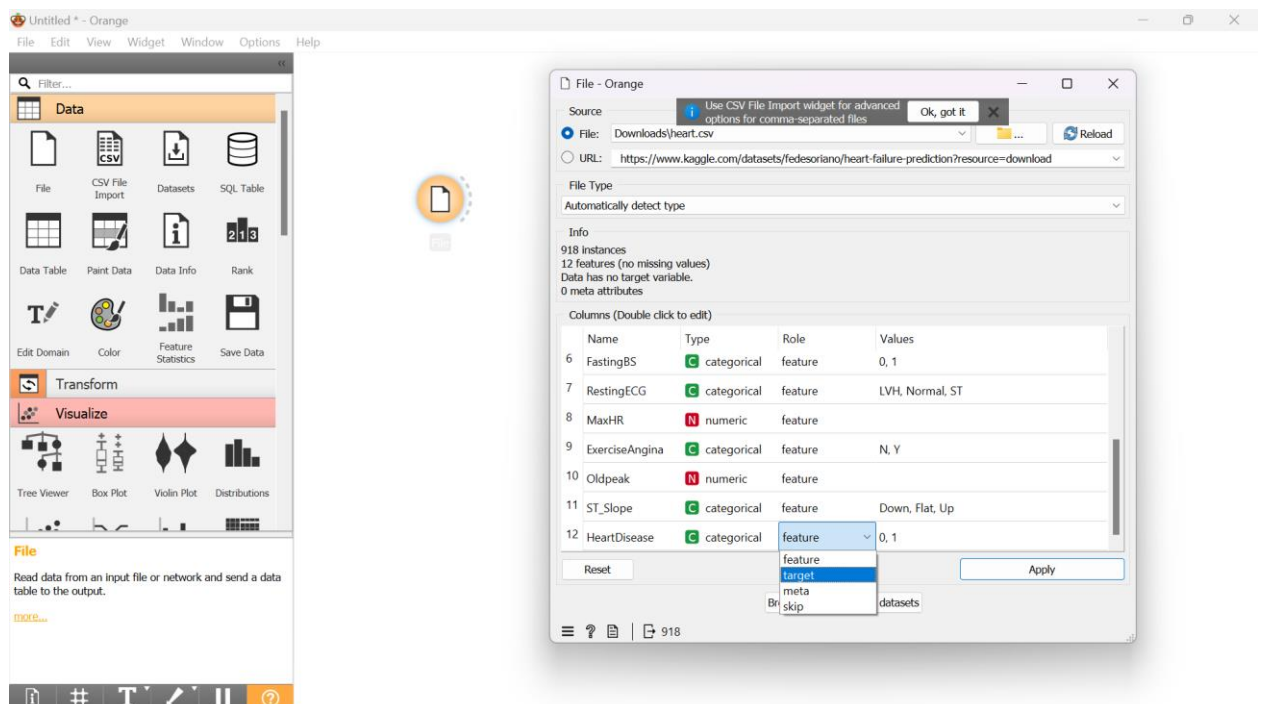 Untitled * - Orange
File Edit View Widget Window Options Help
Filter...
Data
File
CSV File Import
Datasets
SQL Table
Data Table
Paint Data
Data Info
Rank
Edit Domain
Color
Feature Statistics
Save Data
Transform
Visualize
Tree Viewer
Box Plot
Violin Plot
Distributions
File
Read data from an input file or network and send a data
table to the output.
more...
File
File - Orange
Source
Use CSV File Import widget for advanced
options for comma-separated files
Ok, got it
File: Downloads\heart.csv ... Reload
URL: https://www.kaggle.com/datasets/fedesoriano/heart-failure-prediction?resource=download
File Type
Automatically detect type
Info
918 instances
12 features (no missing values)
Data has no target variable.
0 meta attributes
Columns (Double click to edit)
Name Type Role Values
6 FastingBS C categorical feature 0, 1
7 RestingECG C categorical feature LVH, Normal, ST
8 MaxHR N numeric feature
9 ExerciseAngina C categorical feature N, Y
10 Oldpeak N numeric feature
11 ST_Slope C categorical feature Down, Flat, Up
12 HeartDisease C categorical feature 0, 1
feature
target
meta
skip
Reset Apply
datasets
918